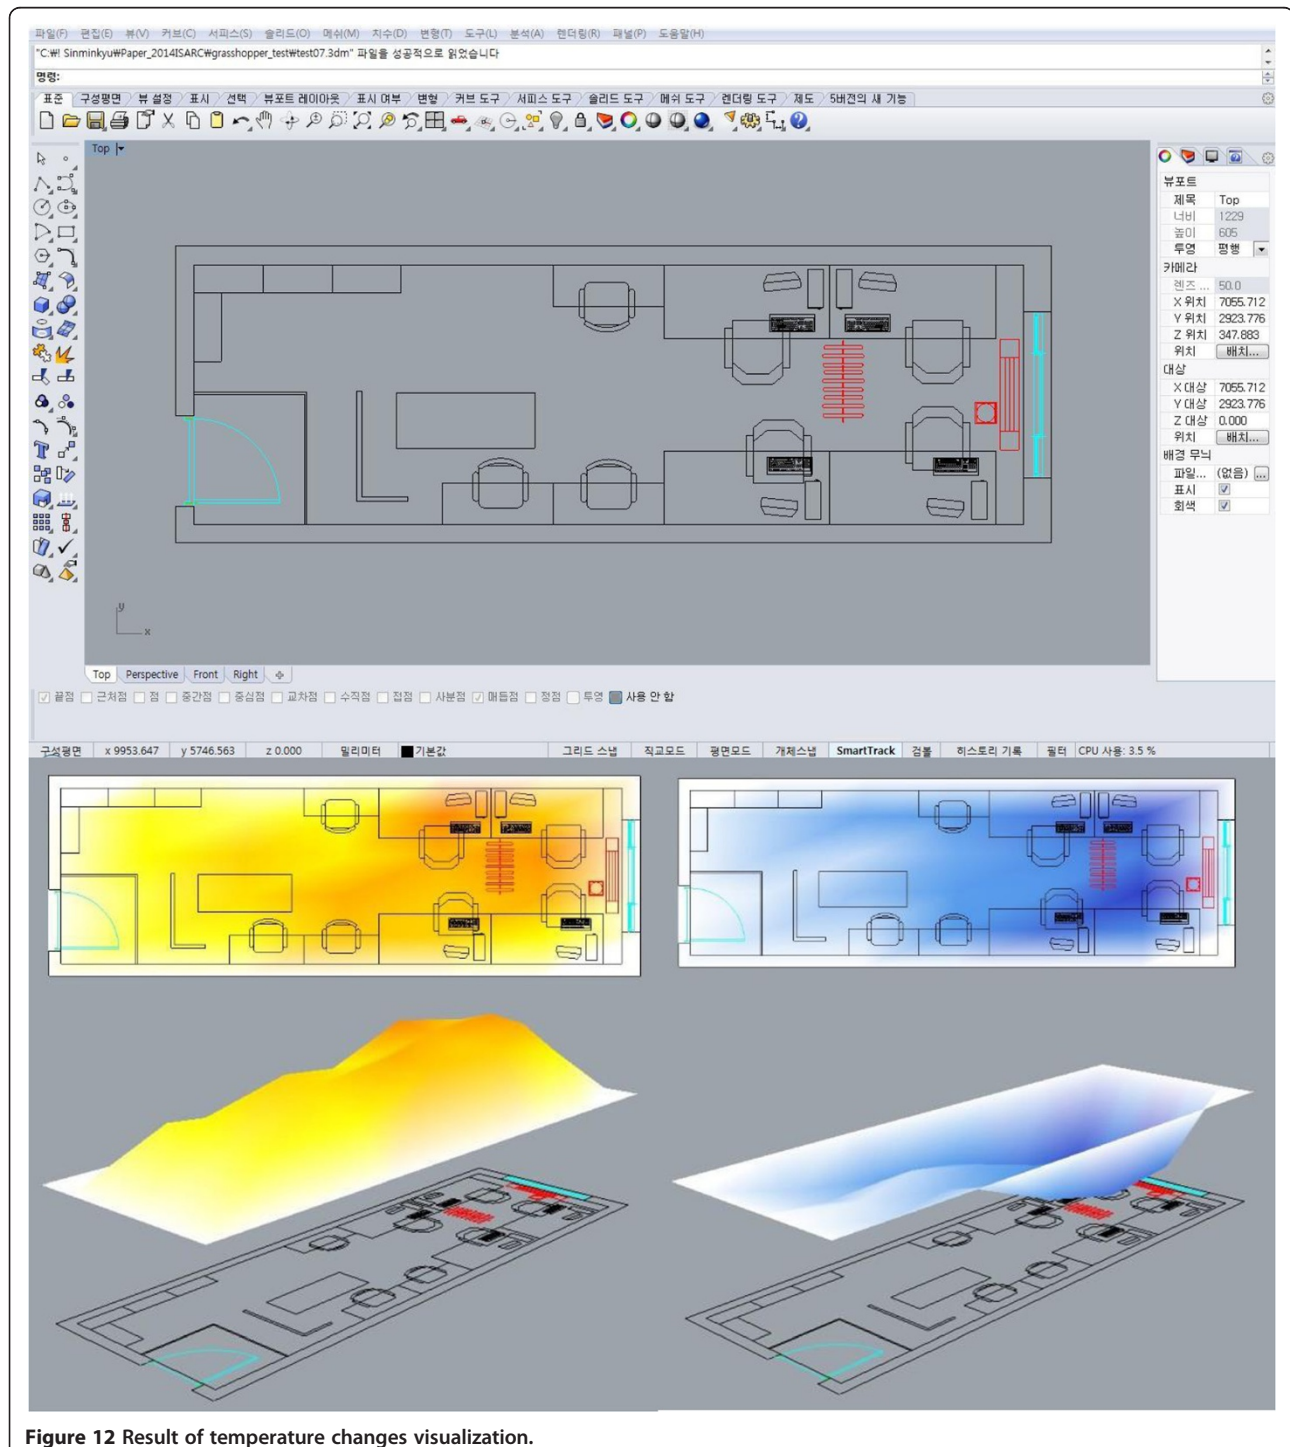 파일(F) 편집(E) 뷰(V) 커브(C) 서피스(S) 솔리드(O) 메쉬(M) 치수(D) 변형(T) 도구(L) 분석(A) 렌더링(R) 패널(P) 도움말(H)
"C:₩! Sinminkyu₩Paper_2014ISARC₩grasshopper_test₩test07.3dm" 파일을 성공적으로 읽었습니다
명령:
표준 구성평면 뷰 설정 표시 선택 뷰포트 레이아웃 표시 여부 변형 커브 도구 서피스 도구 솔리드 도구 메쉬 도구 렌더링 도구 제도 5버전의 새 기능
Top
뷰포트
제목 Top
너비 1229
높이 605
투영 평행
카메라
렌즈 ... 50.0
X 위치 7055.712
Y 위치 2923.776
Z 위치 347.883
위치 배치...
대상
X 대상 7055.712
Y 대상 2923.776
Z 대상 0.000
위치 배치...
배경 무늬
파일... (없음) ...
표시
회색
y
x
Top Perspective Front Right
끝점 근처점 점 중간점 중심점 교차점 수직점 접점 사분점 매듭점 정점 투영 사용 안 함
구성평면 x 9953.647 y 5746.563 z 0.000 밀리미터 기본값 그리드 스냅 직교모드 평면모드 개체스냅 SmartTrack 검볼 히스토리 기록 필터 CPU 사용: 3.5 %
Figure 12 Result of temperature changes visualization.